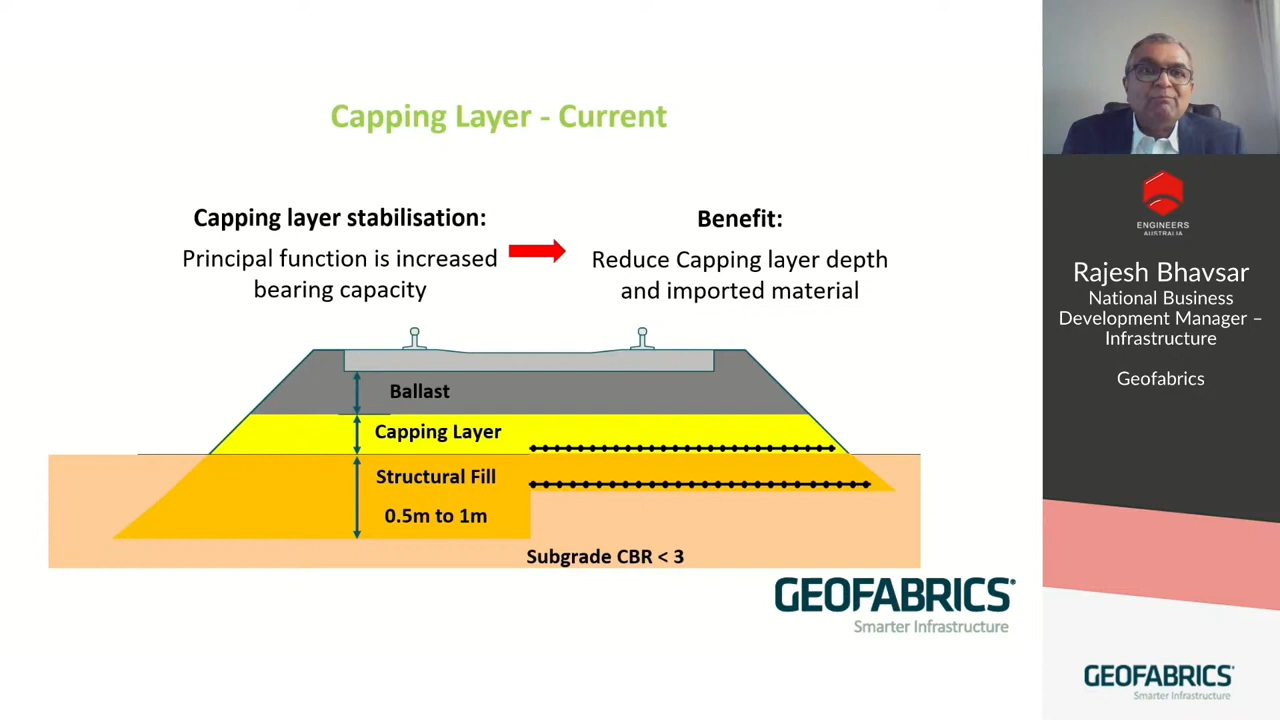 Capping Layer - Current
Capping layer stabilisation:
Principal function is increased
bearing capacity
Benefit:
Reduce Capping layer depth
and imported material
Ballast
Capping Layer
Structural Fill
0.5m to 1m
Subgrade CBR < 3
GEOFABRICS®
Smarter Infrastructure
ENGINEERS
AUSTRALIA
Rajesh Bhavsar
National Business
Development Manager –
Infrastructure
Geofabrics
GEOFABRICS®
Smarter Infrastructure